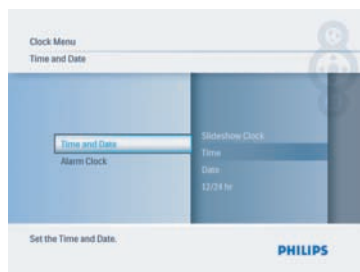 Clock Menu
Time and Date
Time and Date
Alarm Clock
Slideshow Clock
Time
Date
12/24 hr
Set the Time and Date.
PHILIPS